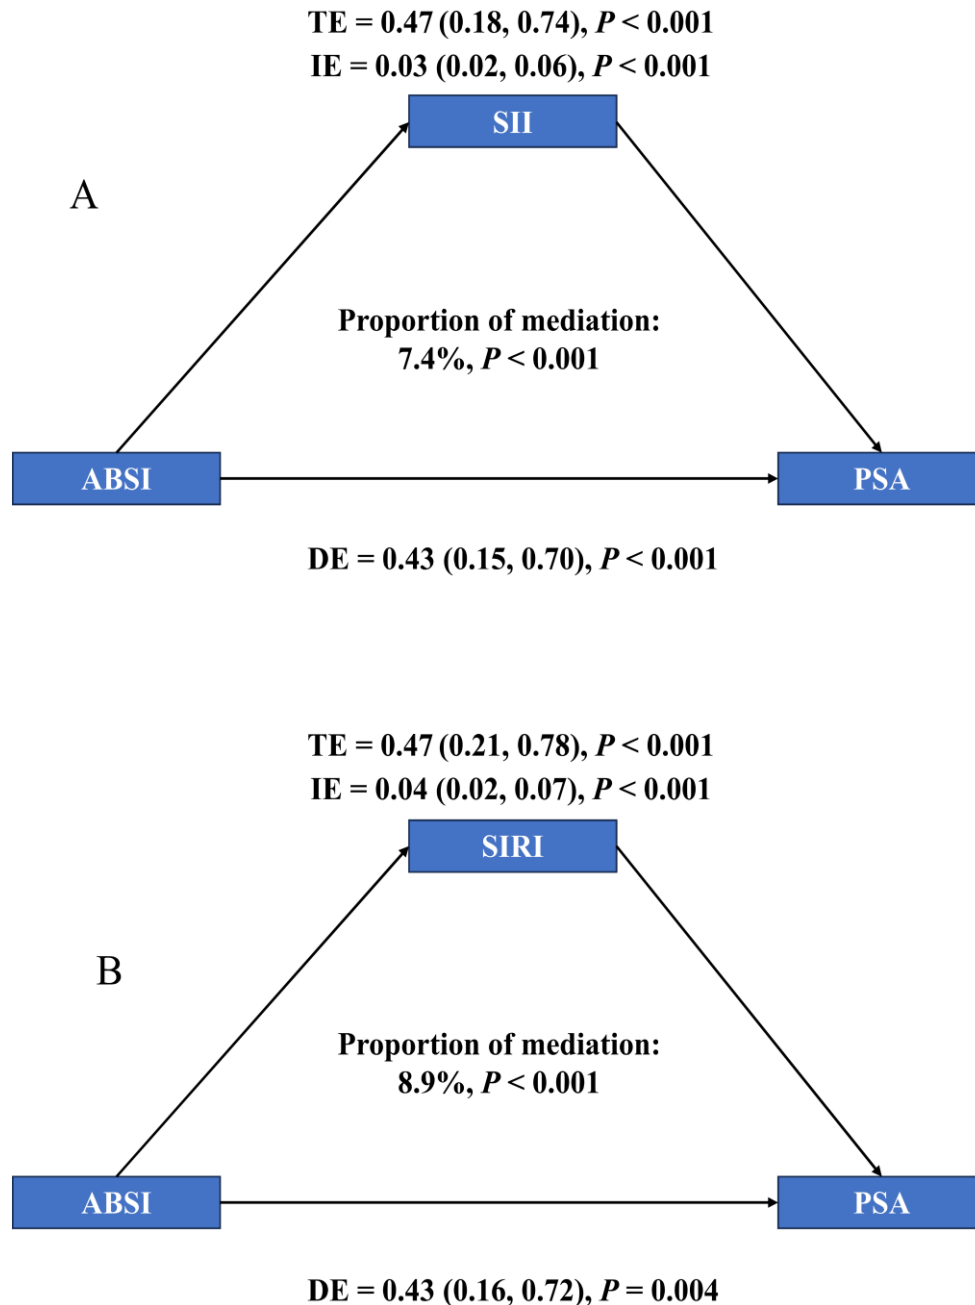 TE = 0.47 (0.18, 0.74), P < 0.001
IE = 0.03 (0.02, 0.06), P < 0.001
SII
A
Proportion of mediation:
7.4%, P < 0.001
ABSI
PSA
DE = 0.43 (0.15, 0.70), P < 0.001
TE = 0.47 (0.21, 0.78), P < 0.001
IE = 0.04 (0.02, 0.07), P < 0.001
SIRI
B
Proportion of mediation:
8.9%, P < 0.001
ABSI
PSA
DE = 0.43 (0.16, 0.72), P = 0.004